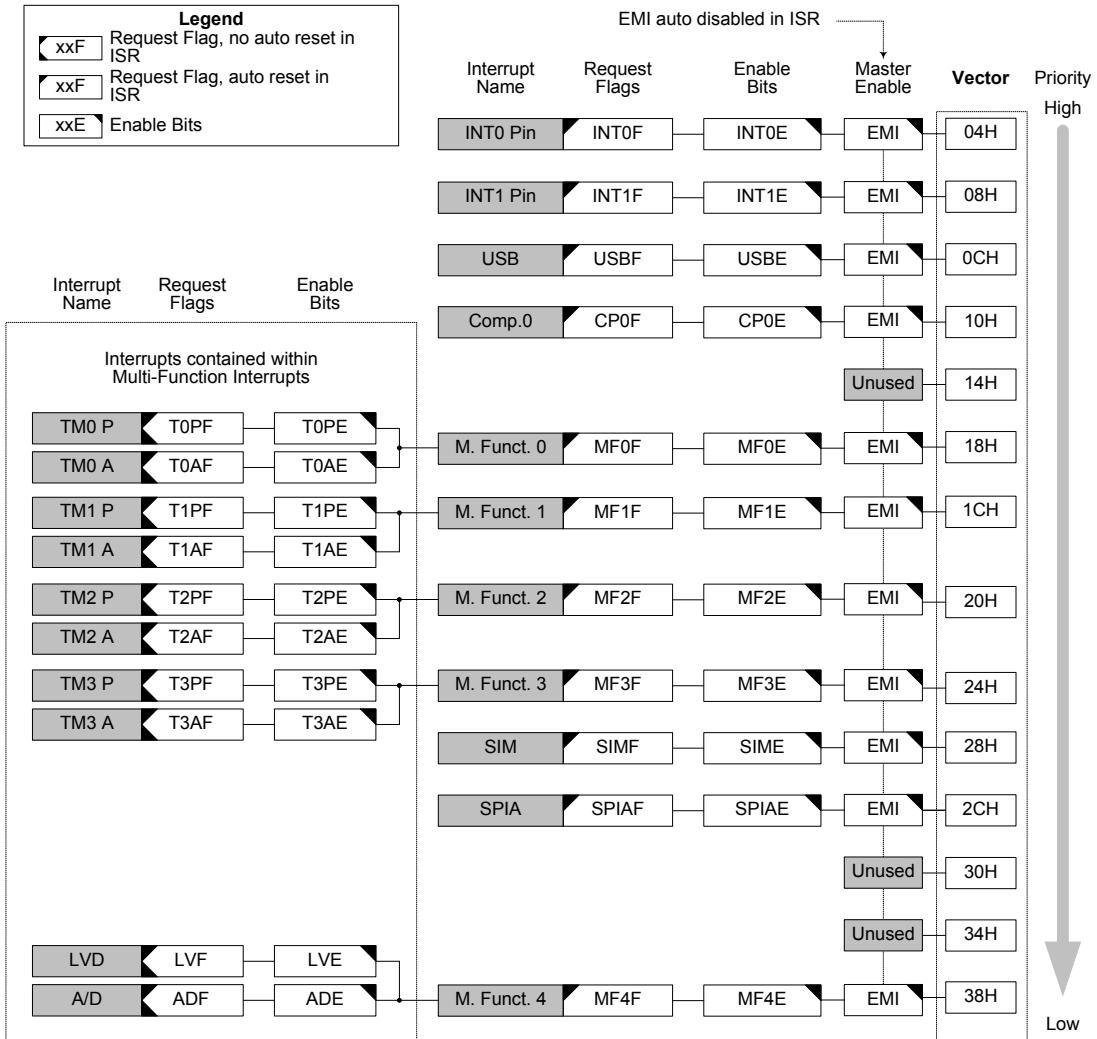 Legend
xxF Request Flag, no auto reset in
ISR
xxF Request Flag, auto reset in
ISR
xxE Enable Bits
EMI auto disabled in ISR
Interrupt Name Request Flags Enable Bits Master Enable Vector Priority
High
INT0 Pin INT0F INT0E EMI 04H
INT1 Pin INT1F INT1E EMI 08H
USB USBF USBE EMI 0CH
Interrupt Name Request Flags Enable Bits
Comp.0 CP0F CP0E EMI 10H
Interrupts contained within
Multi-Function Interrupts
Unused 14H
TM0 P T0PF T0PE
M. Funct. 0 MF0F MF0E EMI 18H
TM0 A T0AF T0AE
TM1 P T1PF T1PE M. Funct. 1 MF1F MF1E EMI 1CH
TM1 A T1AF T1AE
TM2 P T2PF T2PE M. Funct. 2 MF2F MF2E EMI 20H
TM2 A T2AF T2AE
TM3 P T3PF T3PE M. Funct. 3 MF3F MF3E EMI 24H
TM3 A T3AF T3AE
SIM SIMF SIME EMI 28H
SPIA SPIAF SPIAE EMI 2CH
Unused 30H
Unused 34H
LVD LVF LVE
A/D ADF ADE M. Funct. 4 MF4F MF4E EMI 38H
Low